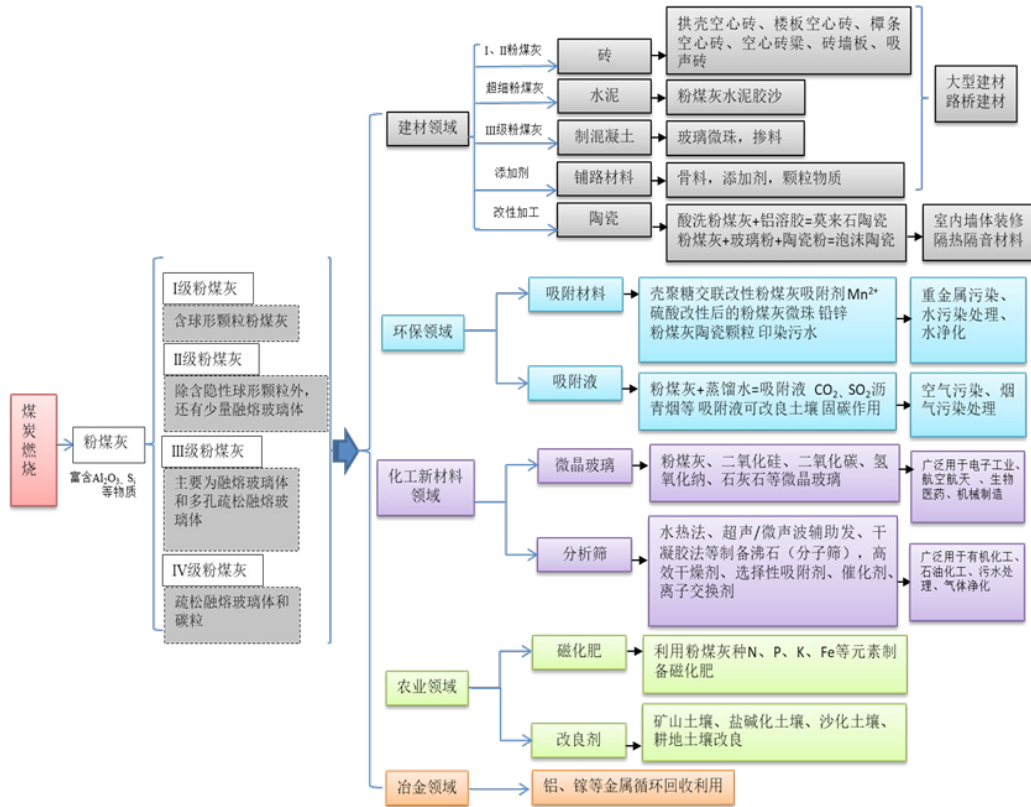 煤
炭
燃
烧
粉煤灰
富含Al₂O₃、Si
等物质
I级粉煤灰
含球形颗粒粉煤灰
II级粉煤灰
除含隐性球形颗粒外，
还有少量融熔玻璃体
III级粉煤灰
主要为融熔玻璃体
和多孔疏松融熔玻
璃体
IV级粉煤灰
疏松融熔玻璃体和
碳粒
建材领域
I、II粉煤灰
砖
拱壳空心砖、楼板空心砖、檩条
空心砖、空心砖梁、砖墙板、吸
声砖
超细粉煤灰
水泥
粉煤灰水泥胶沙
III级粉煤灰
制混凝土
玻璃微珠，掺料
添加剂
铺路材料
骨料，添加剂，颗粒物质
大型建材
路桥建材
改性加工
陶瓷
酸洗粉煤灰+铝溶胶=莫来石陶瓷
粉煤灰+玻璃粉+陶瓷粉=泡沫陶瓷
室内墙体装修
隔热隔音材料
环保领域
吸附材料
壳聚糖交联改性粉煤灰吸附剂Mn²⁺
硫酸改性后的粉煤灰微珠 铅锌
粉煤灰陶瓷颗粒 印染污水
重金属污染、
水污染处理、
水净化
吸附液
粉煤灰+蒸馏水=吸附液 CO₂、SO₂沥
青烟等 吸附液可改良土壤 固碳作用
空气污染、烟
气污染处理
化工新材料
领域
微晶玻璃
粉煤灰、二氧化硅、二氧化碳、氢
氧化纳、石灰石等微晶玻璃
广泛用于电子工业、
航空航天 、生物
医药、机械制造
分析筛
水热法、超声/微声波辅助发、干
凝胶法等制备沸石（分子筛），高
效干燥剂、选择性吸附剂、催化剂、
离子交换剂
广泛用于有机化工、
石油化工、污水处
理、气体净化
农业领域
磁化肥
利用粉煤灰种N、P、K、Fe等元素制
备磁化肥
改良剂
矿山土壤、盐碱化土壤、沙化土壤、
耕地土壤改良
冶金领域
铝、镓等金属循环回收利用